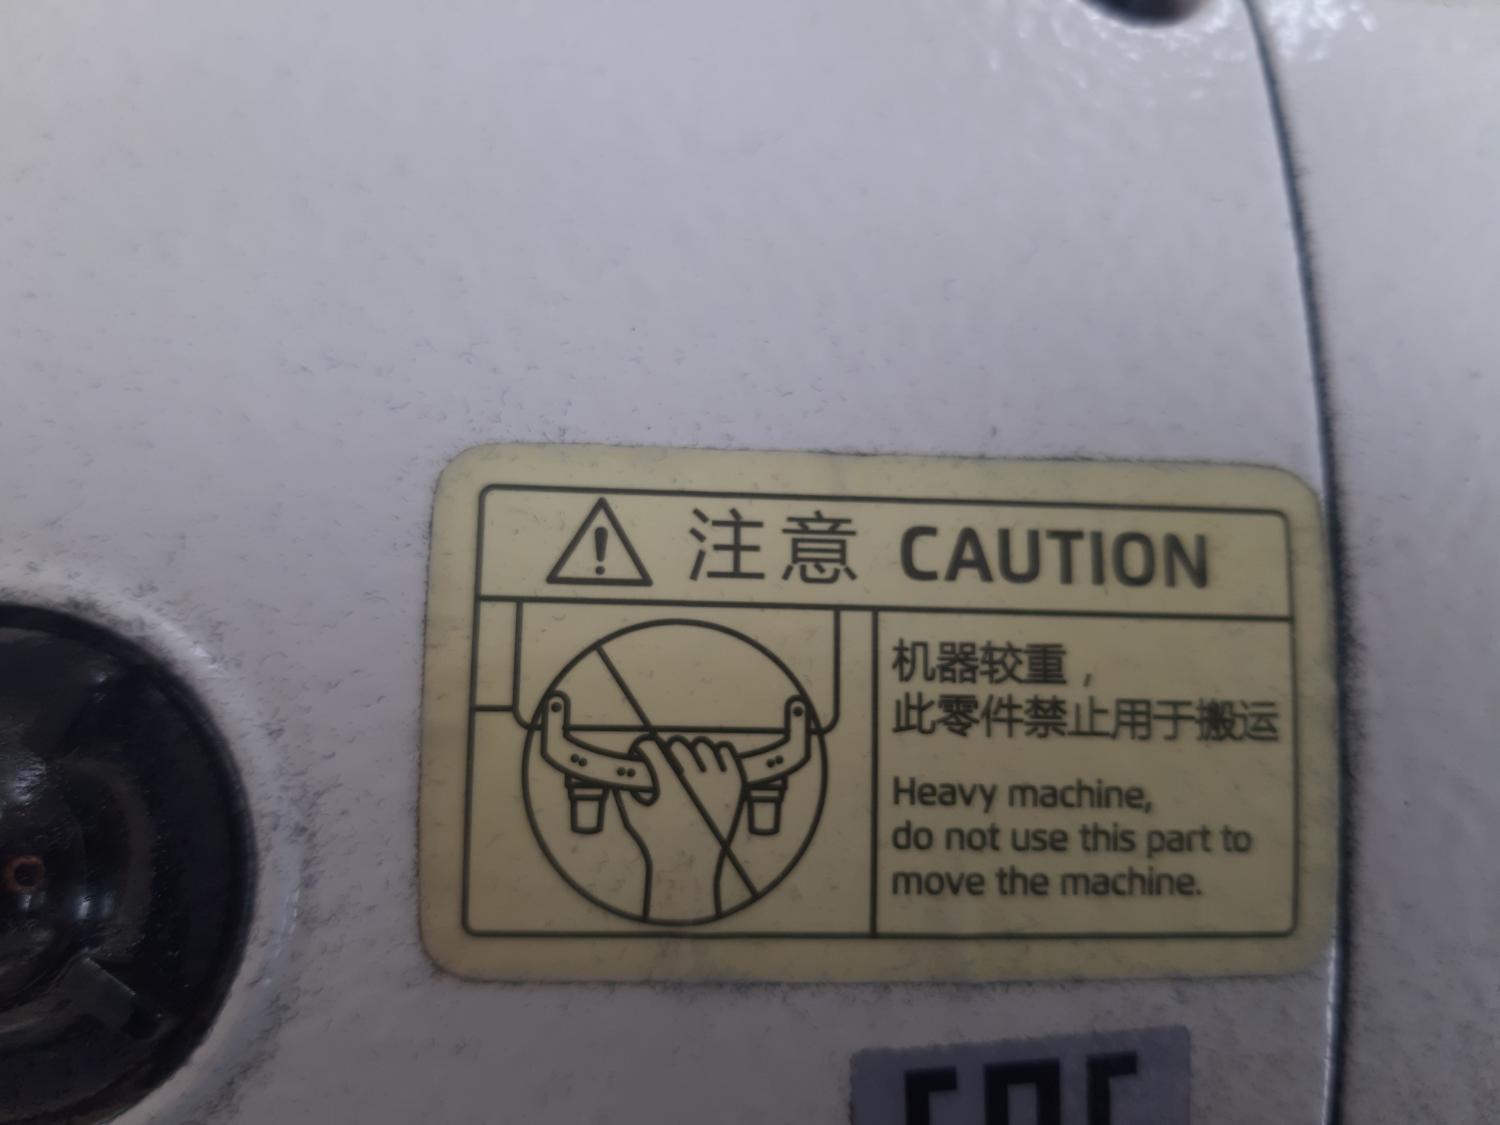 注意 CAUTION
机器较重，
此零件禁止用于搬运
Heavy machine,
do not use this part to
move the machine.